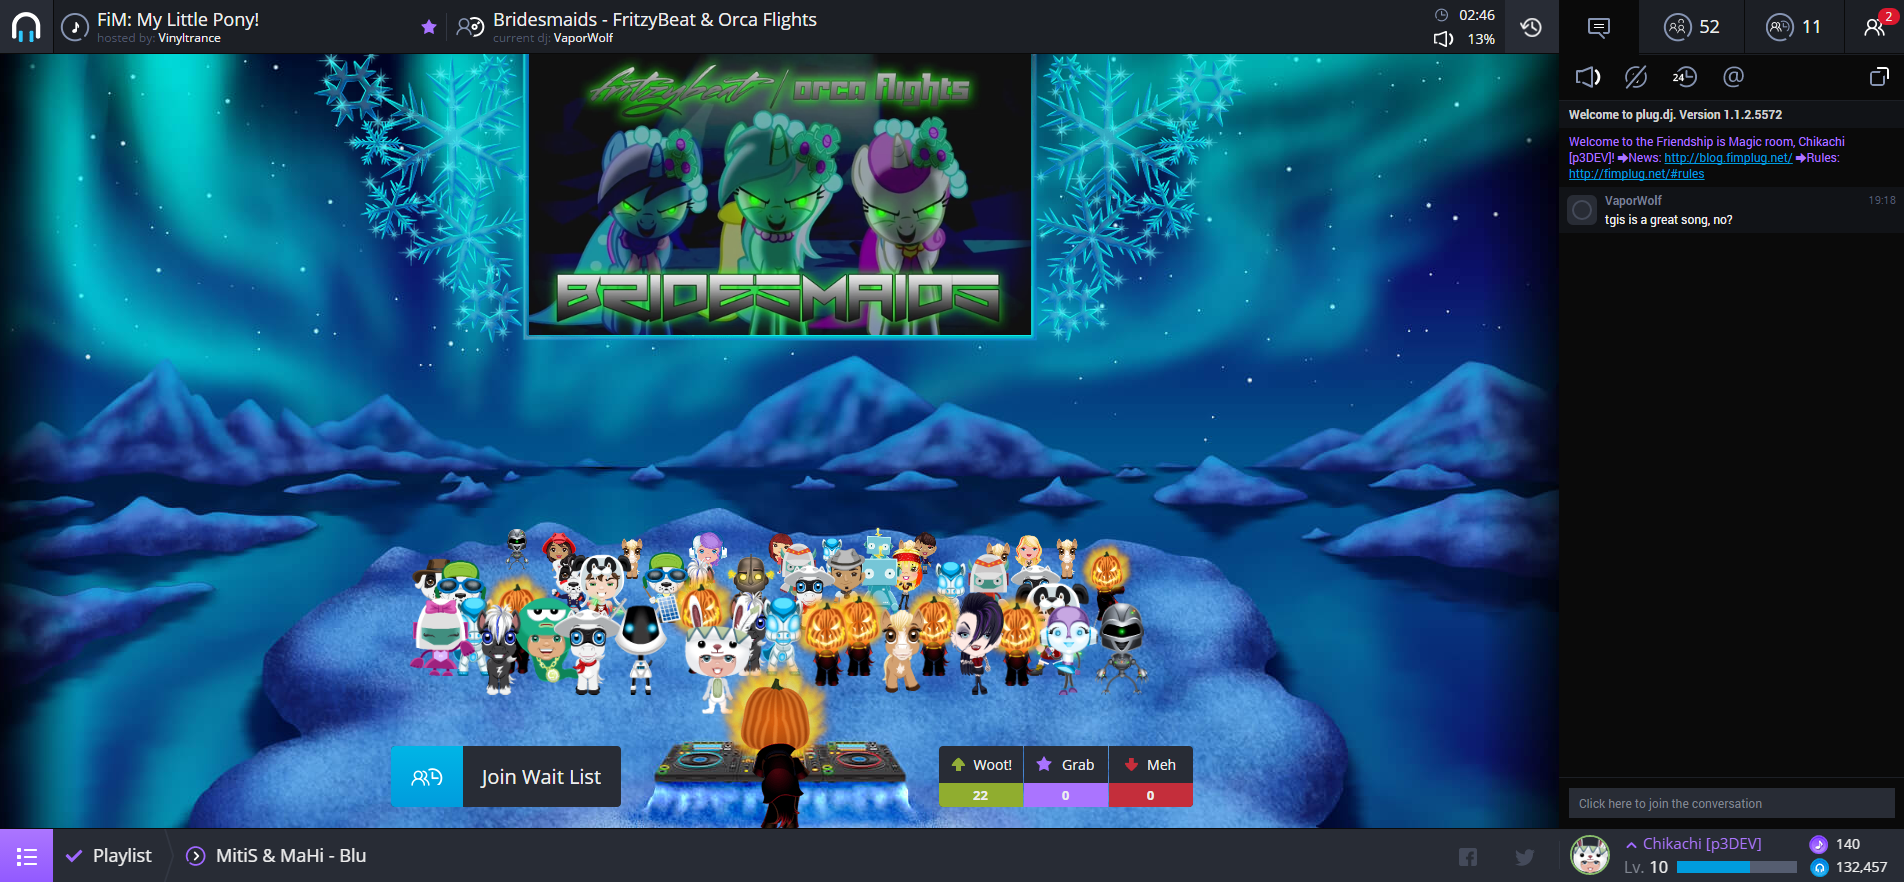 FiM: My Little Pony!
hosted by: Vinyltrance
Bridesmaids - FritzyBeat & Orca Flights
current dj: VaporWolf
02:46
13%
52
11
2
fritzybeat | orca flights
BRIDESMAIDS
24
@
Welcome to plug.dj. Version 1.1.2.5572
Welcome to the Friendship is Magic room, Chikachi
[p3DEV]! ➡News: http://blog.fimplug.net/ ➡Rules:
http://fimplug.net/#rules
VaporWolf
19:18
tgis is a great song, no?
Join Wait List
Woot!
Grab
Meh
22
0
0
Click here to join the conversation
Playlist
MitiS & MaHi - Blu
Chikachi [p3DEV]
140
Lv. 10
132,457